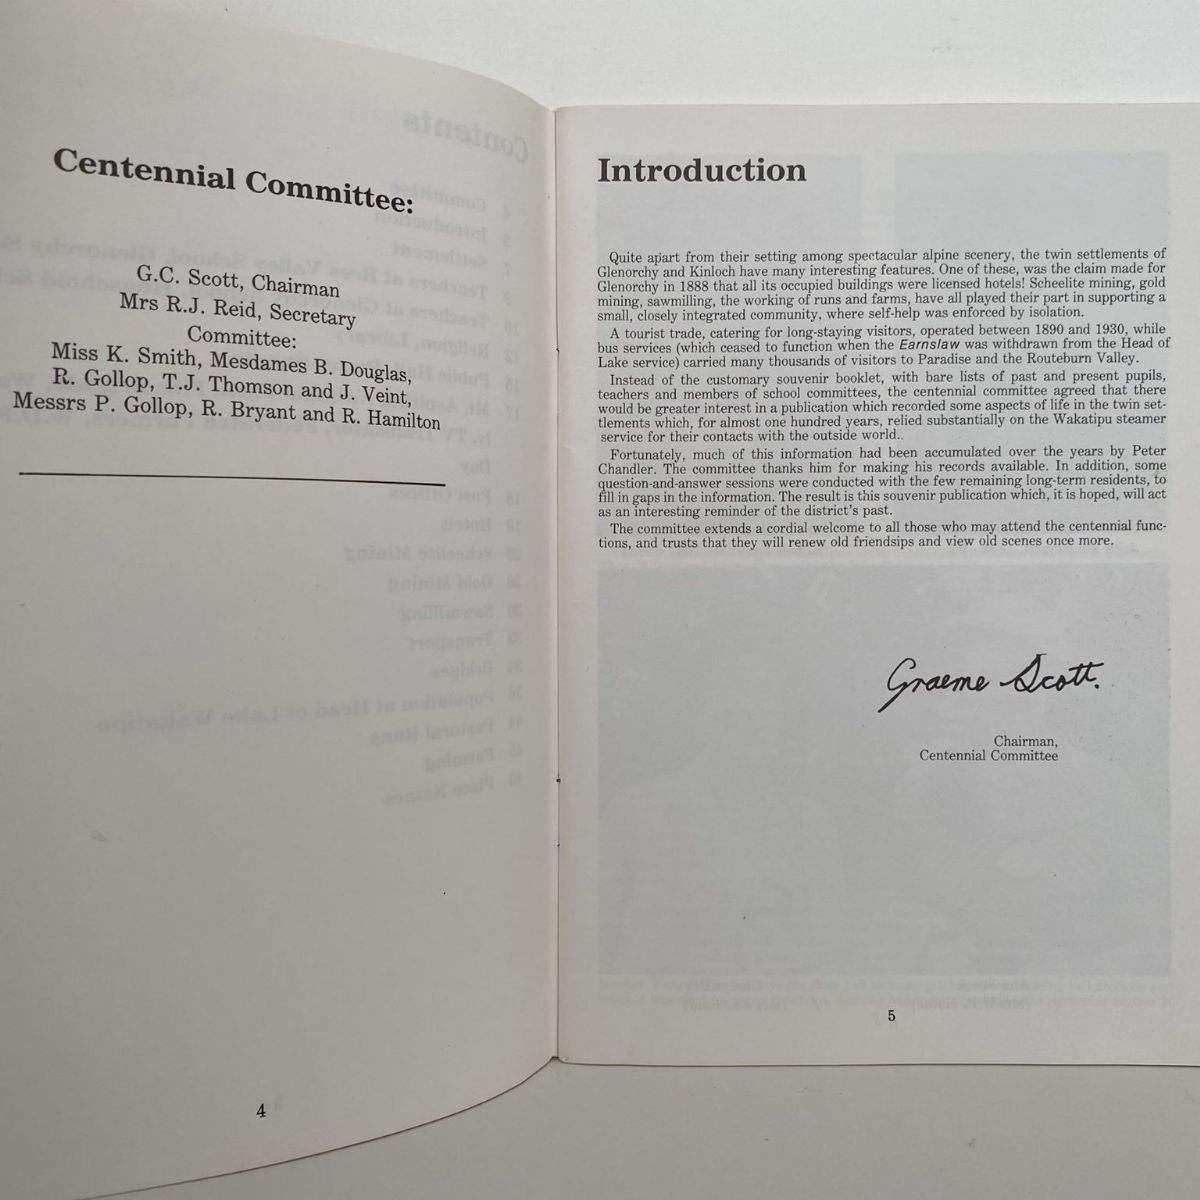 Centennial Committee:
G.C. Scott, Chairman
Mrs R.J. Reid, Secretary
Committee:
Miss K. Smith, Mesdames B. Douglas,
R. Gollop, T.J. Thomson and J. Veint,
Messrs P. Gollop, R. Bryant and R. Hamilton
4
Introduction
Quite apart from their setting among spectacular alpine scenery, the twin settlements of
Glenorchy and Kinloch have many interesting features. One of these, was the claim made for
Glenorchy in 1888 that all its occupied buildings were licensed hotels! Scheelite mining, gold
mining, sawmilling, the working of runs and farms, have all played their part in supporting a
small, closely integrated community, where self-help was enforced by isolation.
A tourist trade, catering for long-staying visitors, operated between 1890 and 1930, while
bus services (which ceased to function when the Earnslaw was withdrawn from the Head of
Lake service) carried many thousands of visitors to Paradise and the Routeburn Valley.
Instead of the customary souvenir booklet, with bare lists of past and present pupils,
teachers and members of school committees, the centennial committee agreed that there
would be greater interest in a publication which recorded some aspects of life in the twin set-
tlements which, for almost one hundred years, relied substantially on the Wakatipu steamer
service for their contacts with the outside world..
Fortunately, much of this information had been accumulated over the years by Peter
Chandler. The committee thanks him for making his records available. In addition, some
question-and-answer sessions were conducted with the few remaining long-term residents, to
fill in gaps in the information. The result is this souvenir publication which, it is hoped, will act
as an interesting reminder of the district's past.
The committee extends a cordial welcome to all those who may attend the centennial func-
tions, and trusts that they will renew old friendsips and view old scenes once more.
Graeme Scott.
Chairman,
Centennial Committee
5